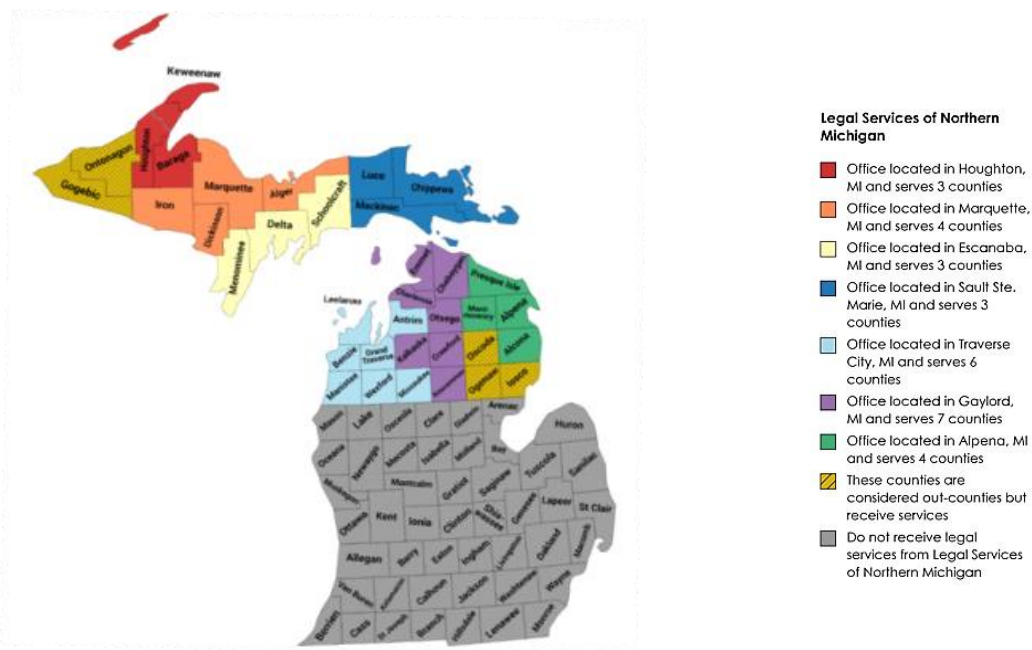 Keweenaw
Houghton
Baraga
Ontonagon
Gogebic
Iron
Marquette
Alger
Dickinson
Delta
Schoolcraft
Menominee
Luce
Chippewa
Mackinac
Emmet
Cheboygan
Presque Isle
Charlevoix
Leelanau
Antrim
Otsego
Mont-
morency
Alpena
Benzie
Grand
Traverse
Kalkaska
Crawford
Oscoda
Alcona
Manistee
Wexford
Missaukee
Roscommon
Ogemaw
Iosco
Arenac
Mason
Lake
Osceola
Clare
Gladwin
Huron
Oceana
Newaygo
Mecosta
Isabella
Midland
Bay
Tuscola
Sanilac
Muskegon
Montcalm
Gratiot
Saginaw
Ottawa
Kent
Ionia
Clinton
Shia-
wassee
Genesee
Lapeer
St Clair
Allegan
Barry
Eaton
Ingham
Livingston
Oakland
Macomb
Van Buren
Kalamazoo
Calhoun
Jackson
Washtenaw
Wayne
Berrien
Cass
St Joseph
Branch
Hillsdale
Lenawee
Monroe
Legal Services of Northern
Michigan
Office located in Houghton,
MI and serves 3 counties
Office located in Marquette,
MI and serves 4 counties
Office located in Escanaba,
MI and serves 3 counties
Office located in Sault Ste.
Marie, MI and serves 3
counties
Office located in Traverse
City, MI and serves 6
counties
Office located in Gaylord,
MI and serves 7 counties
Office located in Alpena, MI
and serves 4 counties
These counties are
considered out-counties but
receive services
Do not receive legal
services from Legal Services
of Northern Michigan